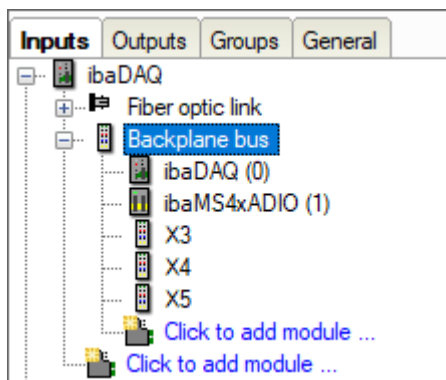 Inputs Outputs Groups General
ibaDAQ
Fiber optic link
Backplane bus
ibaDAQ (0)
ibaMS4xADIO (1)
X3
X4
X5
Click to add module ...
Click to add module ...